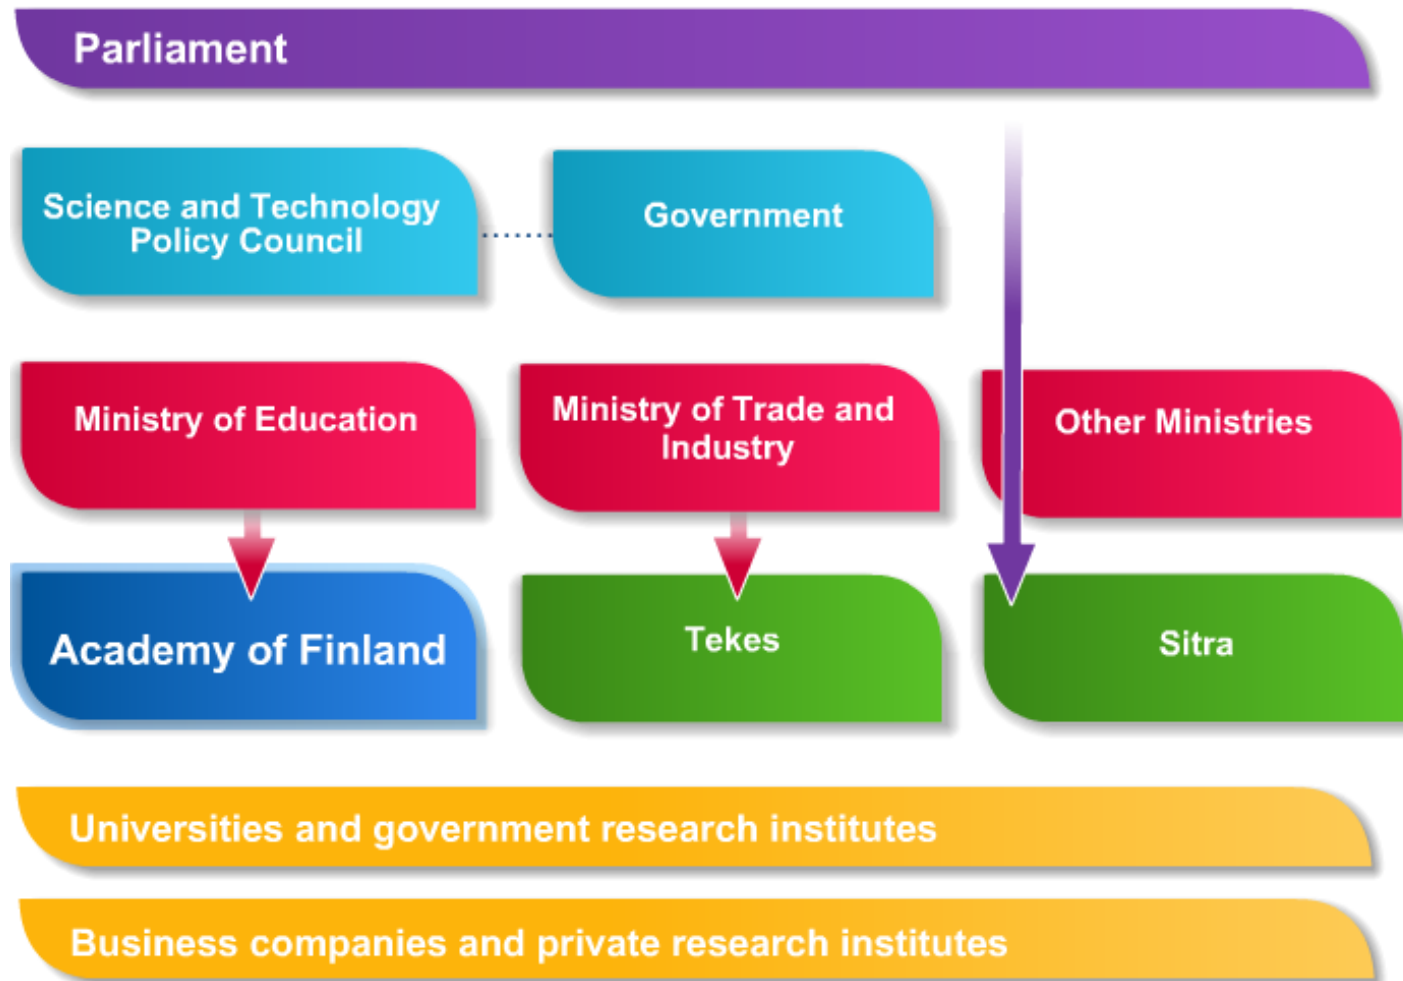 Parliament
Science and Technology
Policy Council
Government
Ministry of Education
Ministry of Trade and
Industry
Other Ministries
Academy of Finland
Tekes
Sitra
Universities and government research institutes
Business companies and private research institutes